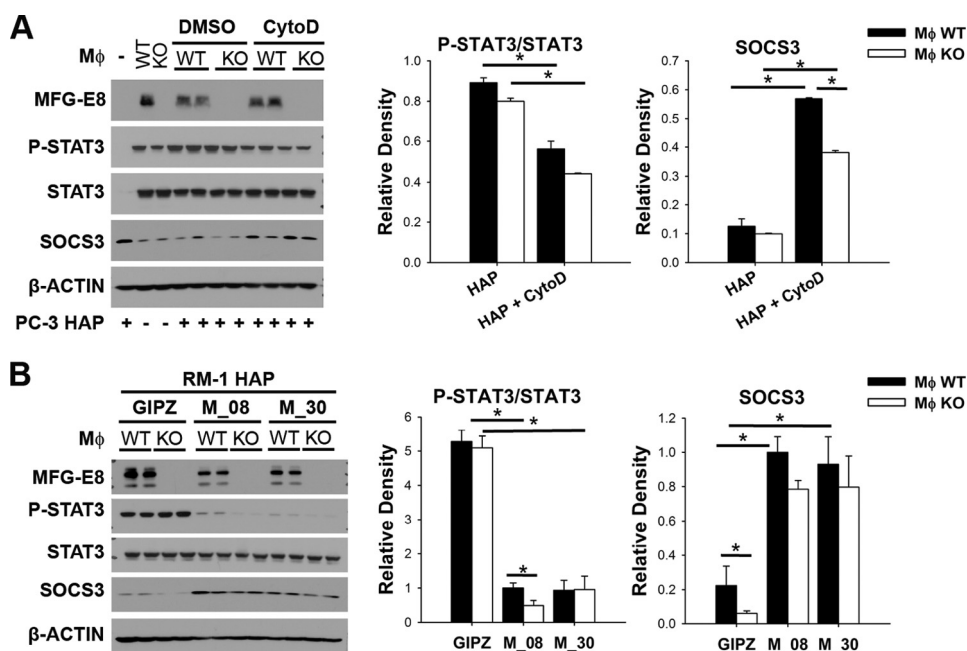 A
DMSO CytoD
Mϕ - WT KO WT KO WT KO
MFG-E8
P-STAT3
STAT3
SOCS3
β-ACTIN
PC-3 HAP + - - + + + + + + + +
P-STAT3/STAT3
Relative Density
1.0
0.8
0.6
0.4
0.2
0.0
* *
HAP
HAP + CytoD
SOCS3
Mϕ WT
Mϕ KO
Relative Density
0.7
0.6
0.5
0.4
0.3
0.2
0.1
0.0
* * *
HAP
HAP + CytoD
B
RM-1 HAP
GIPZ M_08 M_30
Mϕ WT KO WT KO WT KO
MFG-E8
P-STAT3
STAT3
SOCS3
β-ACTIN
P-STAT3/STAT3
Relative Density
6
5
4
3
2
1
0
* * *
GIPZ M_08 M_30
SOCS3
Mϕ WT
Mϕ KO
Relative Density
1.2
1.0
0.8
0.6
0.4
0.2
0.0
* * *
GIPZ M_08 M_30